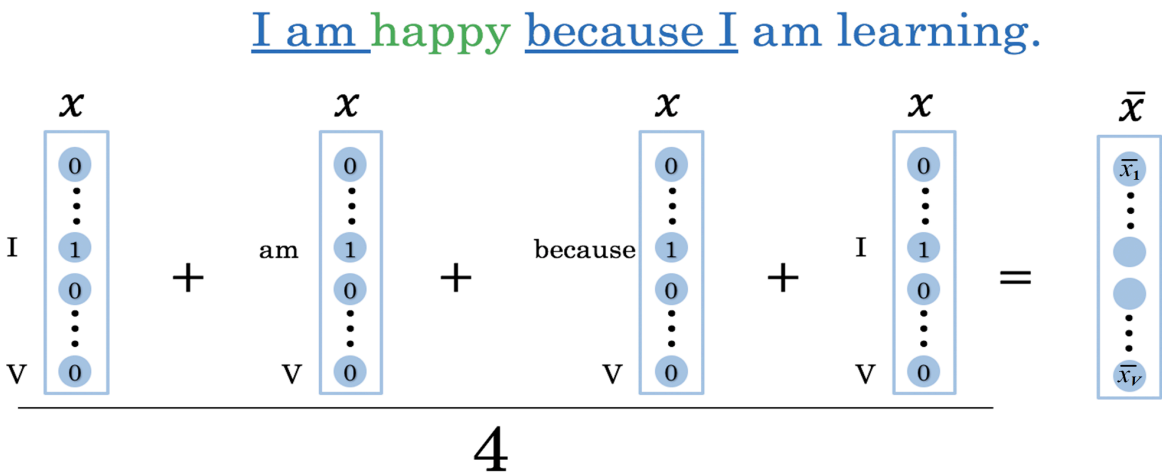 I am happy because I am learning.
x x x x x̄
0 0 0 0 x̄₁
I 1 am 1 because 1 I 1
+ + + =
0 0 0 0
V 0 V 0 V 0 V 0 x̄V
4